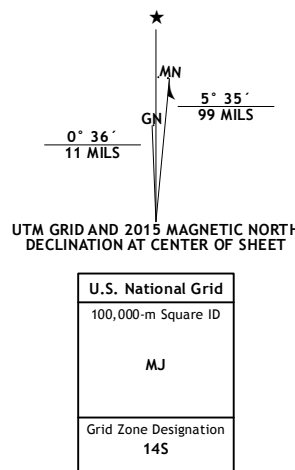 ★
MN
5° 35´
99 MILS
GN
0° 36´
11 MILS
UTM GRID AND 2015 MAGNETIC NORTH
DECLINATION AT CENTER OF SHEET
U.S. National Grid
100,000-m Square ID
MJ
Grid Zone Designation
14S